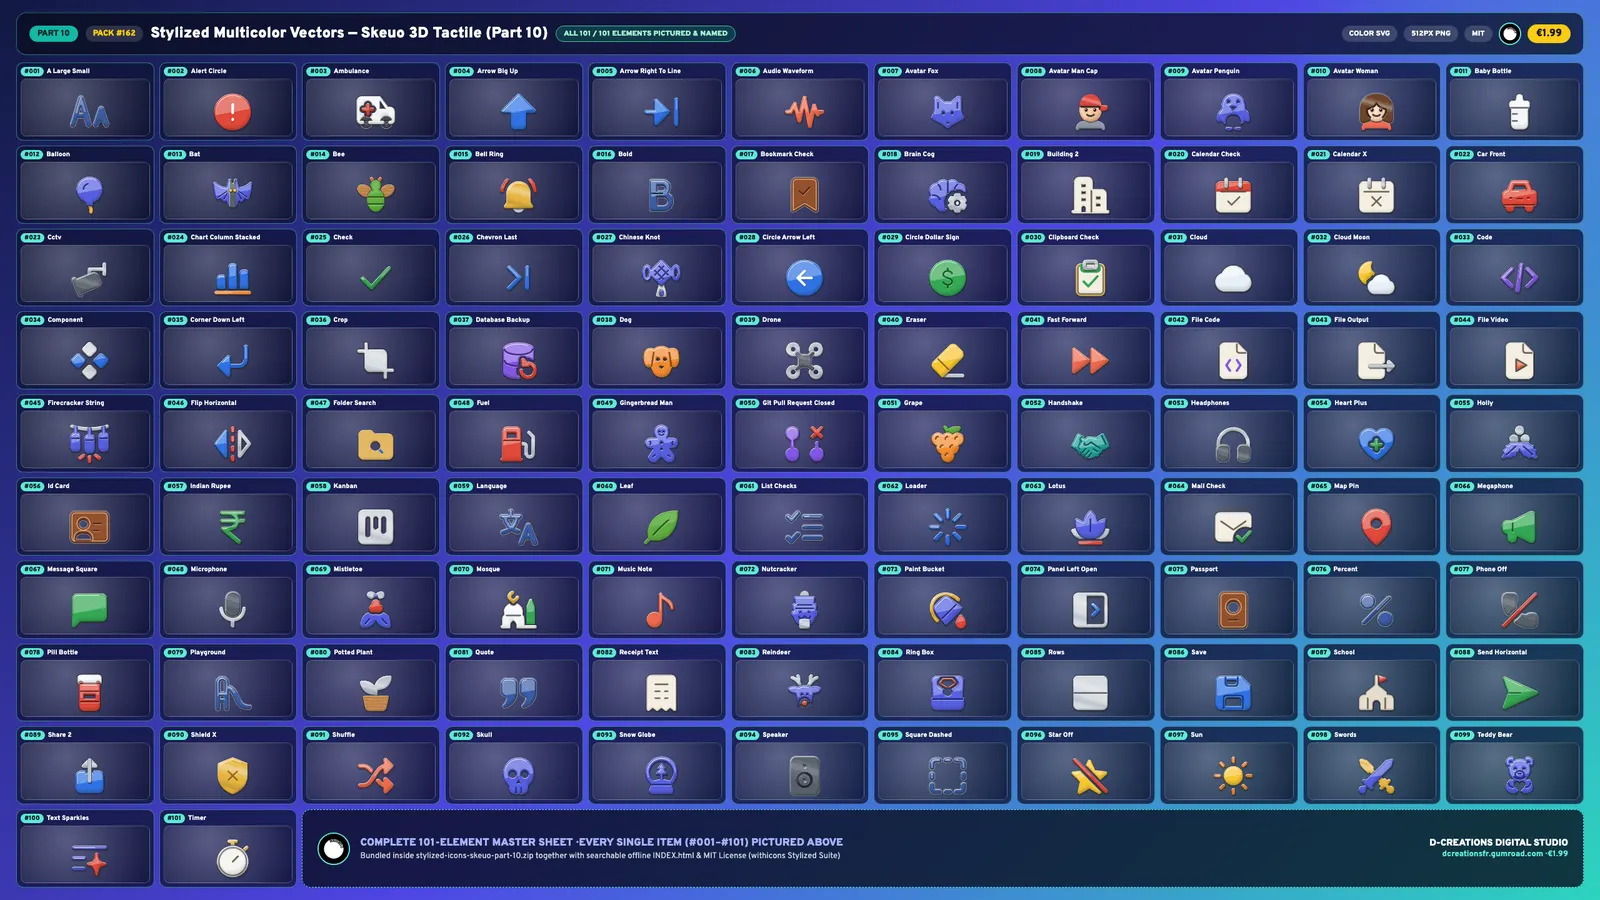 PART 10 PACK #162 Stylized Multicolor Vectors – Skeuo 3D Tactile (Part 10) ALL 101 / 101 ELEMENTS PICTURED & NAMED COLOR SVG 512PX PNG MIT €1.99
#001 A Large Small #002 Alert Circle #003 Ambulance #004 Arrow Big Up #005 Arrow Right To Line #006 Audio Waveform #007 Avatar Fox #008 Avatar Man Cap #009 Avatar Penguin #010 Avatar Woman #011 Baby Bottle
#012 Balloon #013 Bat #014 Bee #015 Bell Ring #016 Bold #017 Bookmark Check #018 Brain Cog #019 Building 2 #020 Calendar Check #021 Calendar X #022 Car Front
#023 Cctv #024 Chart Column Stacked #025 Check #026 Chevron Last #027 Chinese Knot #028 Circle Arrow Left #029 Circle Dollar Sign #030 Clipboard Check #031 Cloud #032 Cloud Moon #033 Code
#034 Component #035 Corner Down Left #036 Crop #037 Database Backup #038 Dog #039 Drone #040 Eraser #041 Fast Forward #042 File Code #043 File Output #044 File Video
#045 Firecracker String #046 Flip Horizontal #047 Folder Search #048 Fuel #049 Gingerbread Man #050 Git Pull Request Closed #051 Grape #052 Handshake #053 Headphones #054 Heart Plus #055 Holly
#056 Id Card #057 Indian Rupee #058 Kanban #059 Language #060 Leaf #061 List Checks #062 Loader #063 Lotus #064 Mail Check #065 Map Pin #066 Megaphone
#067 Message Square #068 Microphone #069 Mistletoe #070 Mosque #071 Music Note #072 Nutcracker #073 Paint Bucket #074 Panel Left Open #075 Passport #076 Percent #077 Phone Off
#078 Pill Bottle #079 Playground #080 Potted Plant #081 Quote #082 Receipt Text #083 Reindeer #084 Ring Box #085 Rows #086 Save #087 School #088 Send Horizontal
#089 Share 2 #090 Shield X #091 Shuffle #092 Skull #093 Snow Globe #094 Speaker #095 Square Dashed #096 Star Off #097 Sun #098 Swords #099 Teddy Bear
#100 Text Sparkles #101 Timer
COMPLETE 101-ELEMENT MASTER SHEET · EVERY SINGLE ITEM (#001–#101) PICTURED ABOVE
Bundled inside stylized-icons-skeuo-part-10.zip together with searchable offline INDEX.html & MIT License (withicons Stylized Suite)
D-CREATIONS DIGITAL STUDIO
dcreationsfr.gumroad.com · €1.99